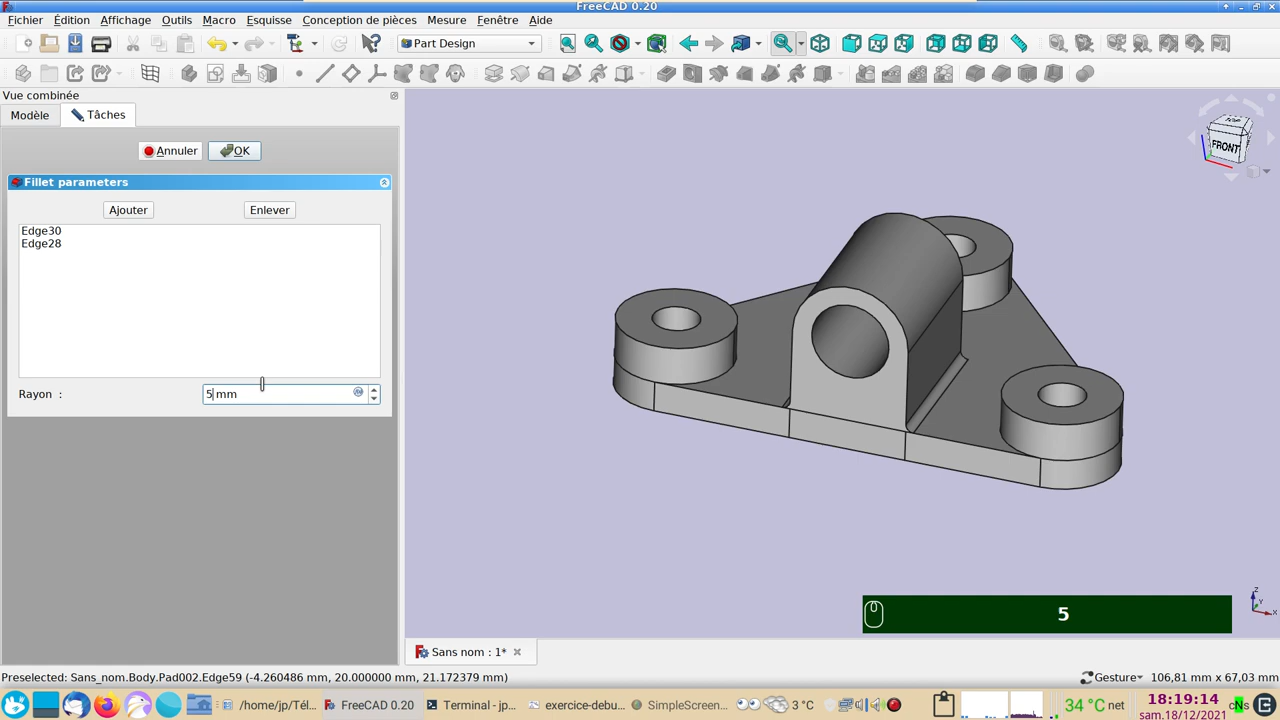 FreeCAD 0.20
Fichier Édition Affichage Outils Macro Esquisse Conception de pièces Mesure Fenêtre Aide
Part Design
Vue combinée
Modèle Tâches
Annuler OK
Fillet parameters
Ajouter Enlever
Edge30
Edge28
Rayon : 5 mm
TOP
FRONT
Z
Y
X
5
Sans nom : 1*
Preselected: Sans_nom.Body.Pad002.Edge59 (-4.260486 mm, 20.000000 mm, 21.172379 mm) Gesture 106,81 mm x 67,03 mm
/home/jp/Tél... FreeCAD 0.20 Terminal - jp... exercice-debu... SimpleScreen... 3 °C 34 °C net 18:19:14
sam.18/12/2021
cNs